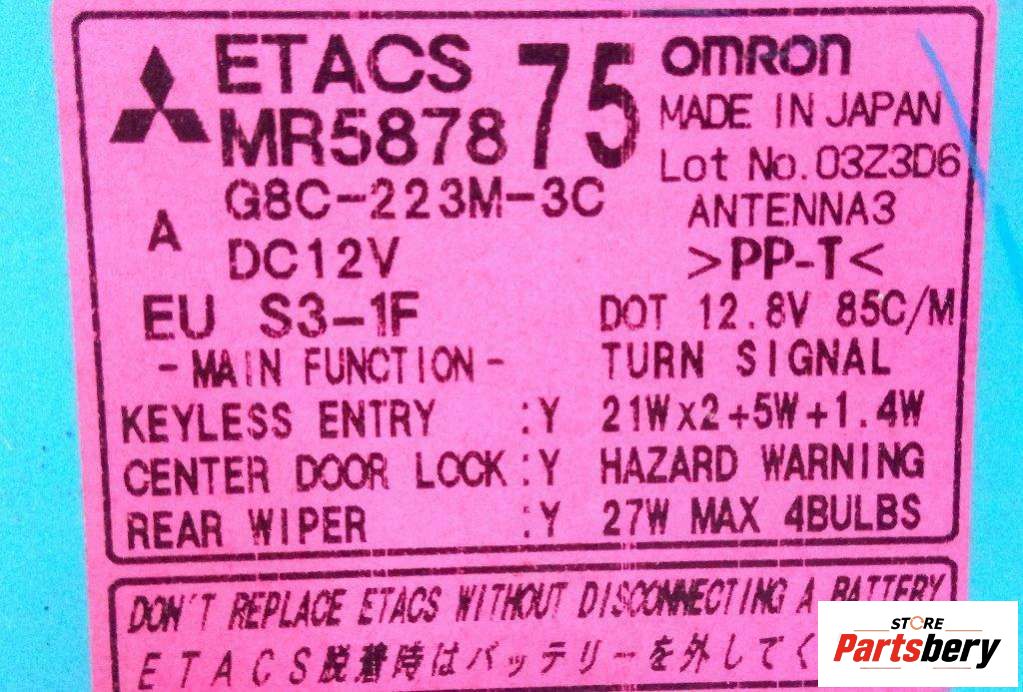 ETACS 75 OMRON
MR5878 MADE IN JAPAN
Lot No. 03Z3D6
G8C-223M-3C ANTENNA3
A DC12V >PP-T<
EU S3-1F DOT 12.8V 85C/M
-MAIN FUNCTION- TURN SIGNAL
KEYLESS ENTRY :Y 21Wx2+5W+1.4W
CENTER DOOR LOCK:Y HAZARD WARNING
REAR WIPER :Y 27W MAX 4BULBS
DON'T REPLACE ETACS WITHOUT DISCONNECTING A BATTERY
ETACS脱着時はバッテリーを外してく
STORE
Partsbery